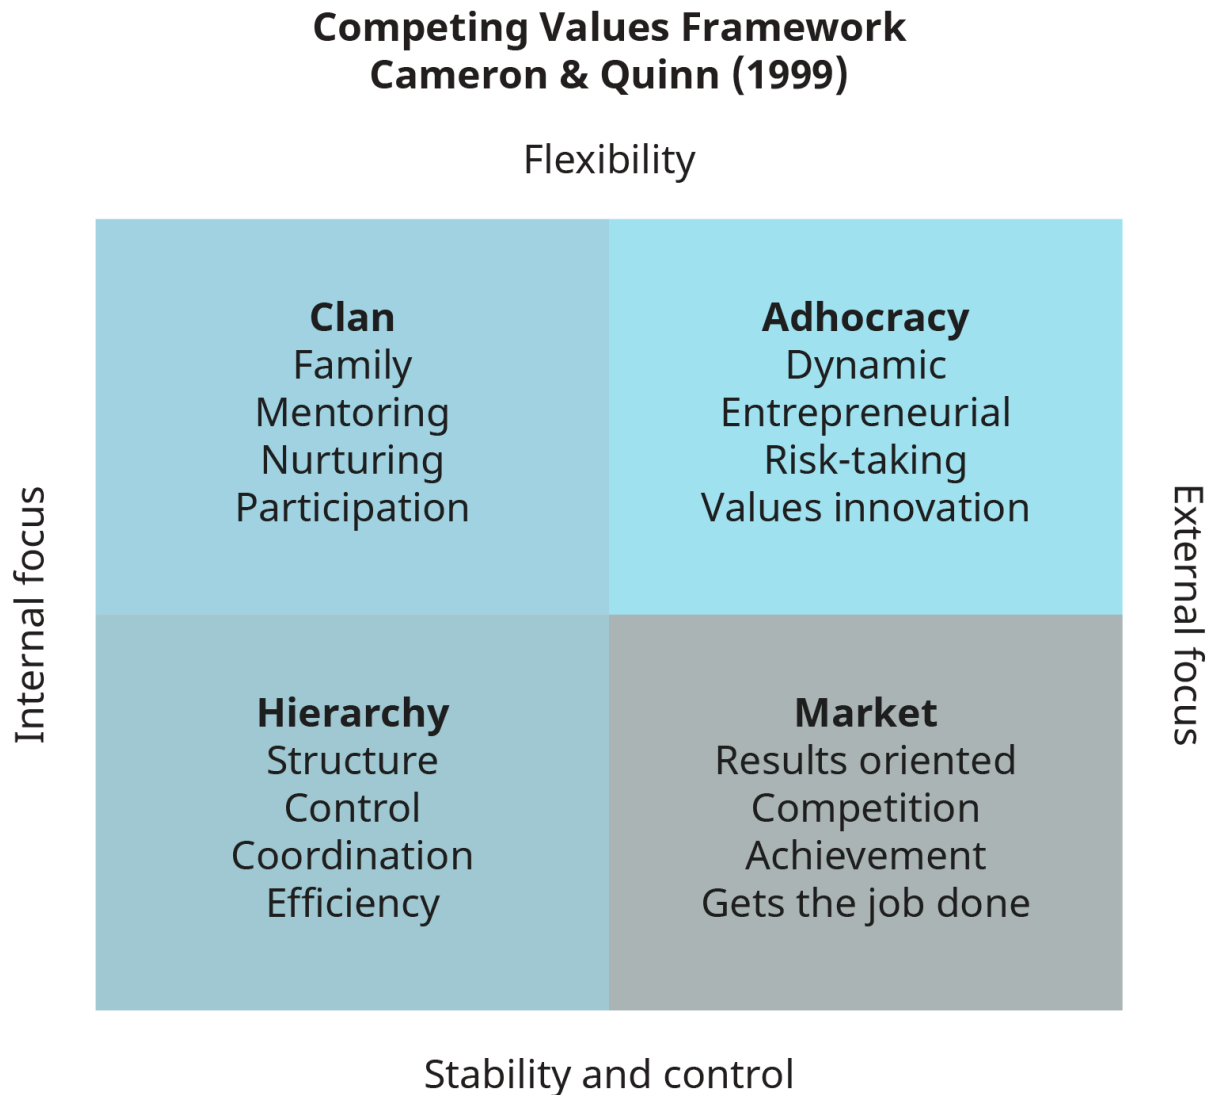 Competing Values Framework
Cameron & Quinn (1999)
Flexibility
Internal focus
Clan
Family
Mentoring
Nurturing
Participation
Adhocracy
Dynamic
Entrepreneurial
Risk-taking
Values innovation
Hierarchy
Structure
Control
Coordination
Efficiency
Market
Results oriented
Competition
Achievement
Gets the job done
External focus
Stability and control